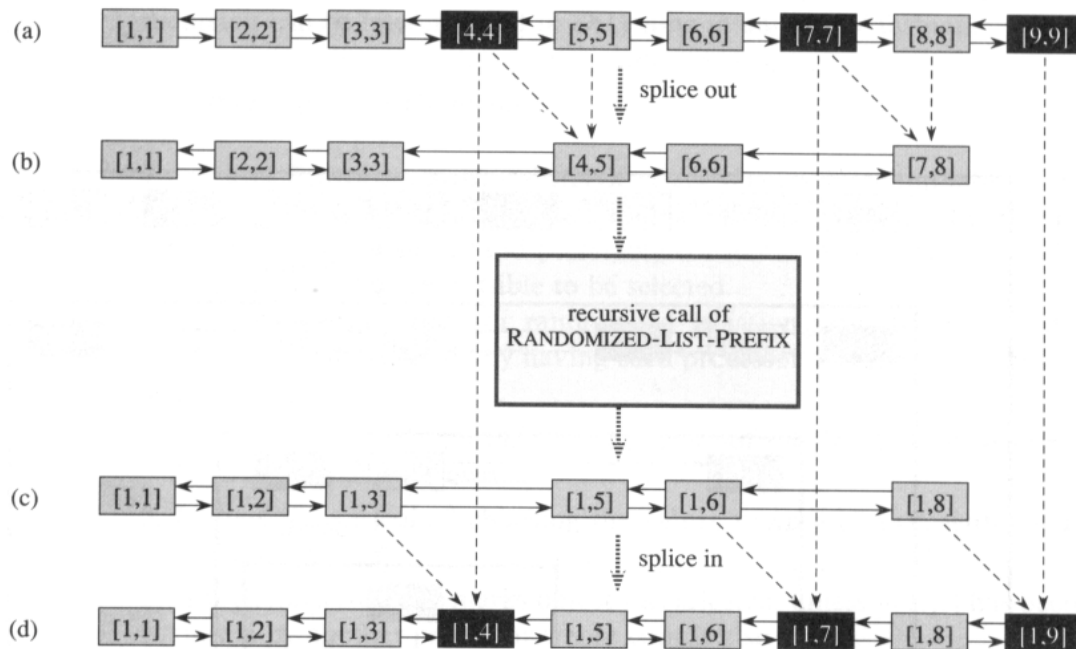 (a) [1,1] [2,2] [3,3] [4,4] [5,5] [6,6] [7,7] [8,8] [9,9]
splice out
(b) [1,1] [2,2] [3,3] [4,5] [6,6] [7,8]
recursive call of
RANDOMIZED-LIST-PREFIX
(c) [1,1] [1,2] [1,3] [1,5] [1,6] [1,8]
splice in
(d) [1,1] [1,2] [1,3] [1,4] [1,5] [1,6] [1,7] [1,8] [1,9]